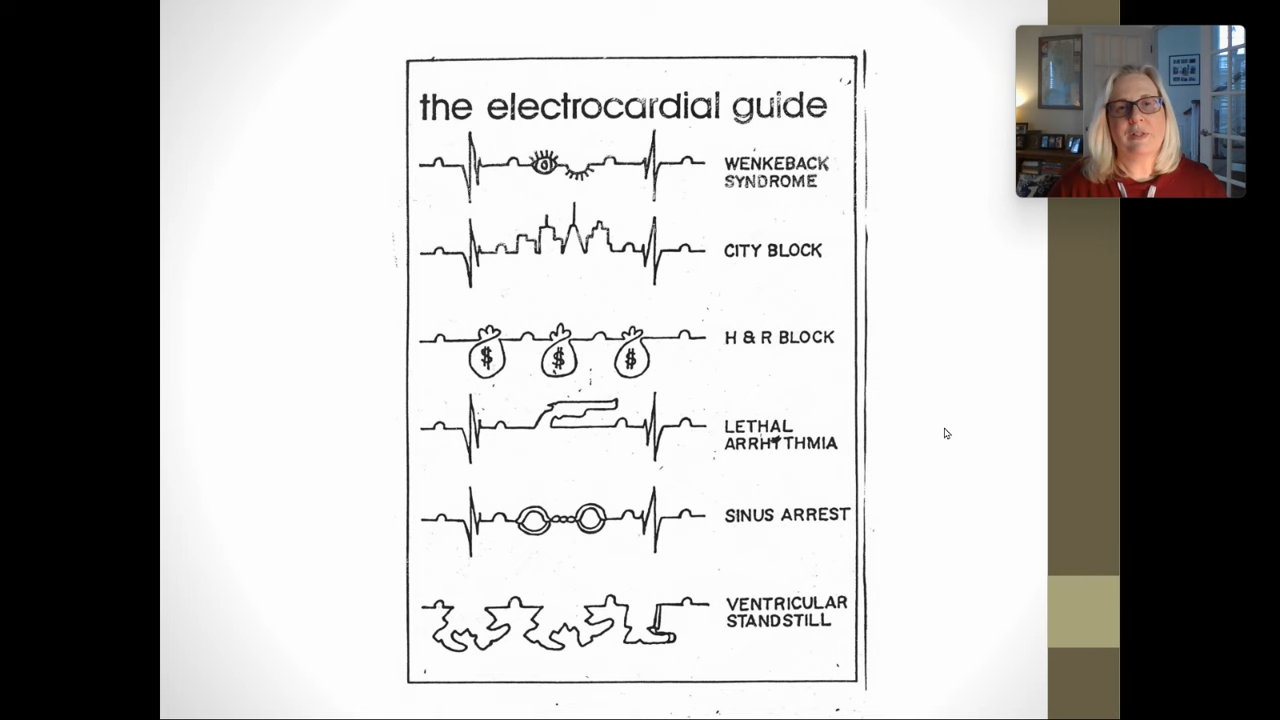 the electrocardial guide
WENKEBACK
SYNDROME
CITY BLOCK
H & R BLOCK
$ $ $
LETHAL
ARRHYTHMIA
SINUS ARREST
VENTRICULAR
STANDSTILL